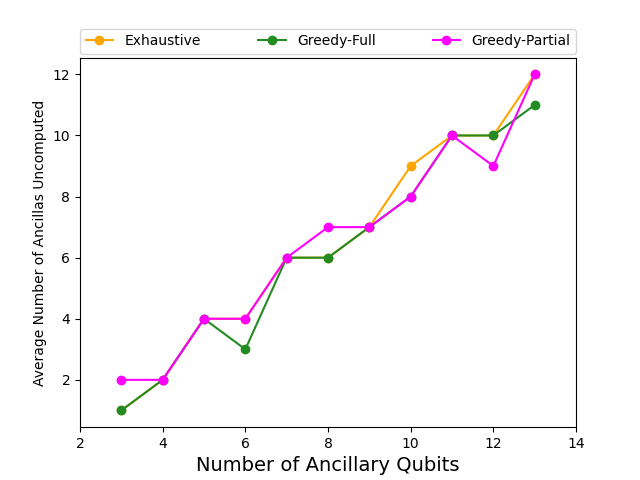 Exhaustive Greedy-Full Greedy-Partial
Average Number of Ancillas Uncomputed
12
10
8
6
4
2
2 4 6 8 10 12 14
Number of Ancillary Qubits